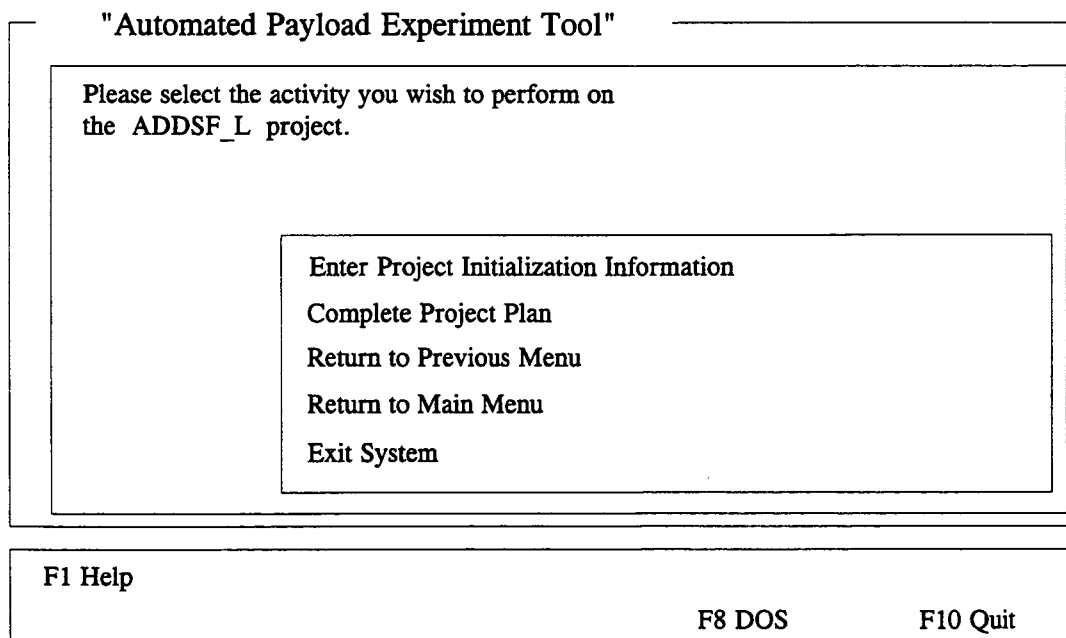 "Automated Payload Experiment Tool"
Please select the activity you wish to perform on
the ADDSF_L project.
Enter Project Initialization Information
Complete Project Plan
Return to Previous Menu
Return to Main Menu
Exit System
F1 Help
F8 DOS F10 Quit